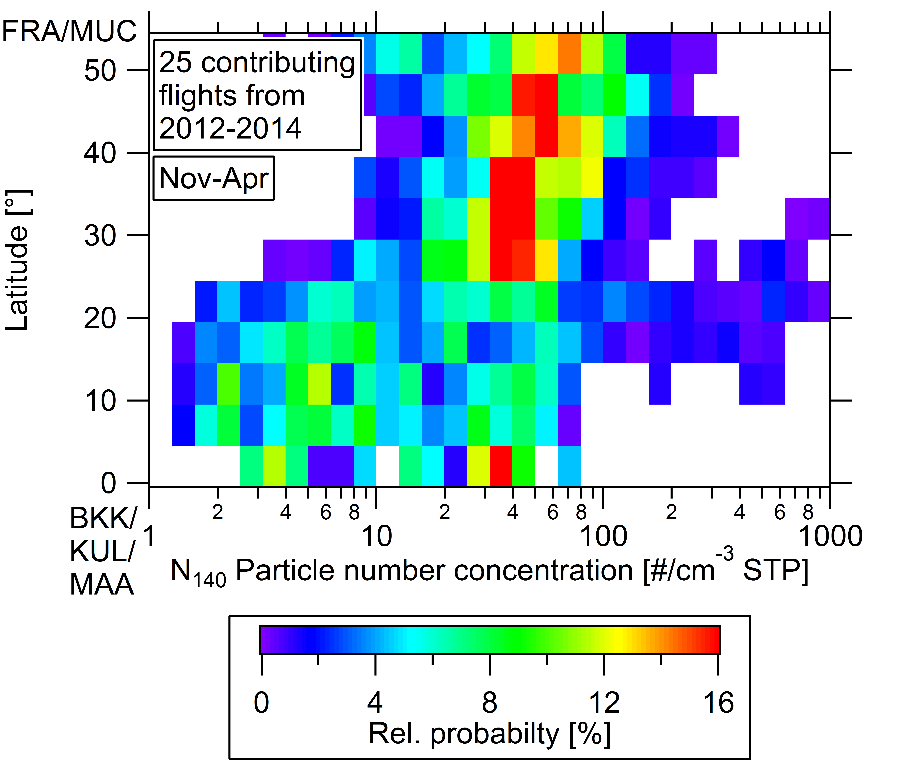 FRA/MUC
25 contributing
flights from
2012-2014
Nov-Apr
50
40
30
20
10
0
Latitude [°]
BKK/
KUL/
MAA
1 2 4 6 8 10 2 4 6 8 100 2 4 6 8 1000
N140 Particle number concentration [#/cm-3 STP]
0 4 8 12 16
Rel. probabilty [%]